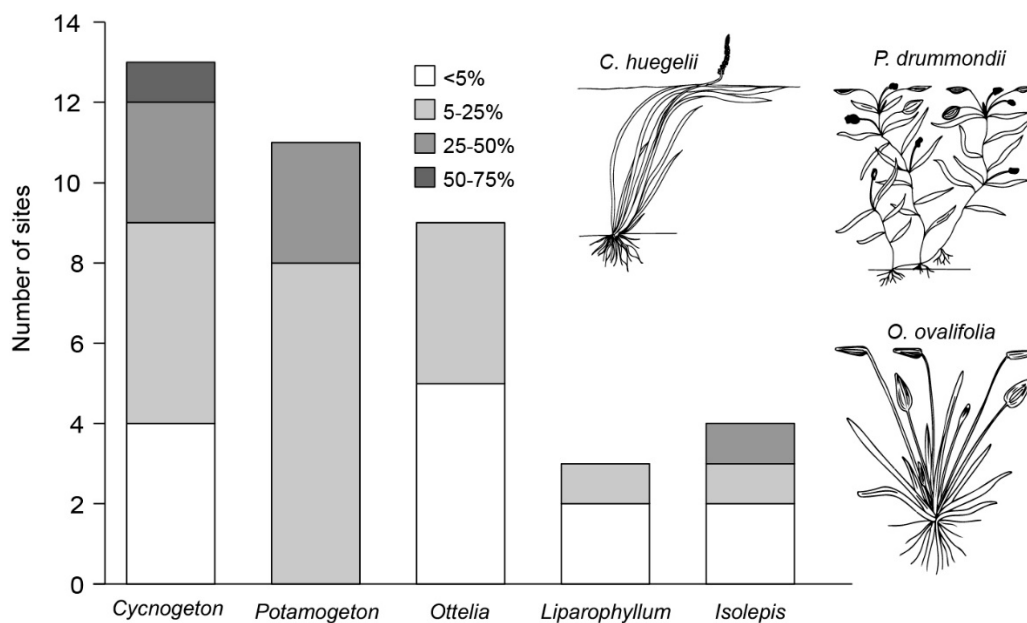 14
12
10
8
6
4
2
0
Number of sites
<5%
5-25%
25-50%
50-75%
C. huegelii
P. drummondii
O. ovalifolia
Cycnogeton Potamogeton Ottelia Liparophyllum Isolepis